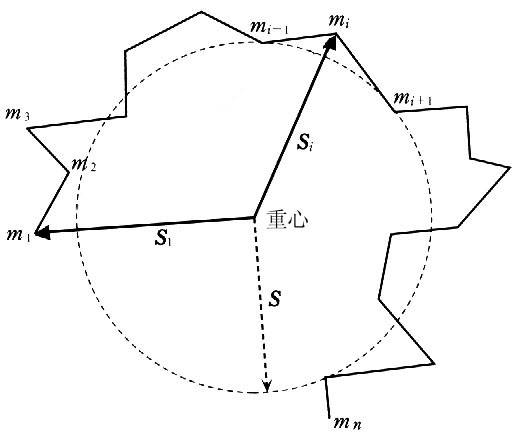 m_{i-1}
m_i
m_{i+1}
m_3
m_2
S_i
m_1
S_1
重心
S
m_n